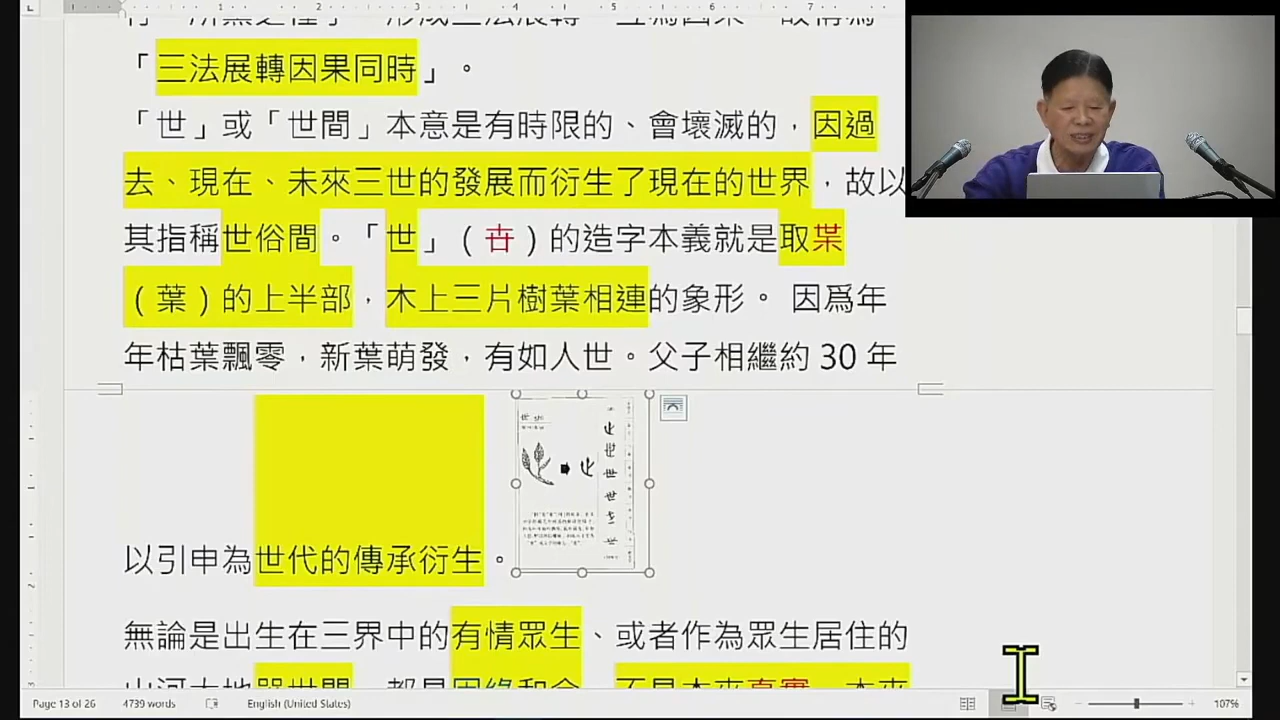 「三法展轉因果同時」。
「世」或「世間」本意是有時限的、會壞滅的，因過
去、現在、未來三世的發展而衍生了現在的世界，故以
其指稱世俗間。「世」（卋）的造字本義就是取枼
（葉）的上半部，木上三片樹葉相連的象形。 因爲年
年枯葉飄零，新葉萌發，有如人世。父子相繼約 30 年
世 shì
以引申為世代的傳承衍生。
無論是出生在三界中的有情眾生、或者作為眾生居住的
Page 13 of 26
4739 words
English (United States)
107%